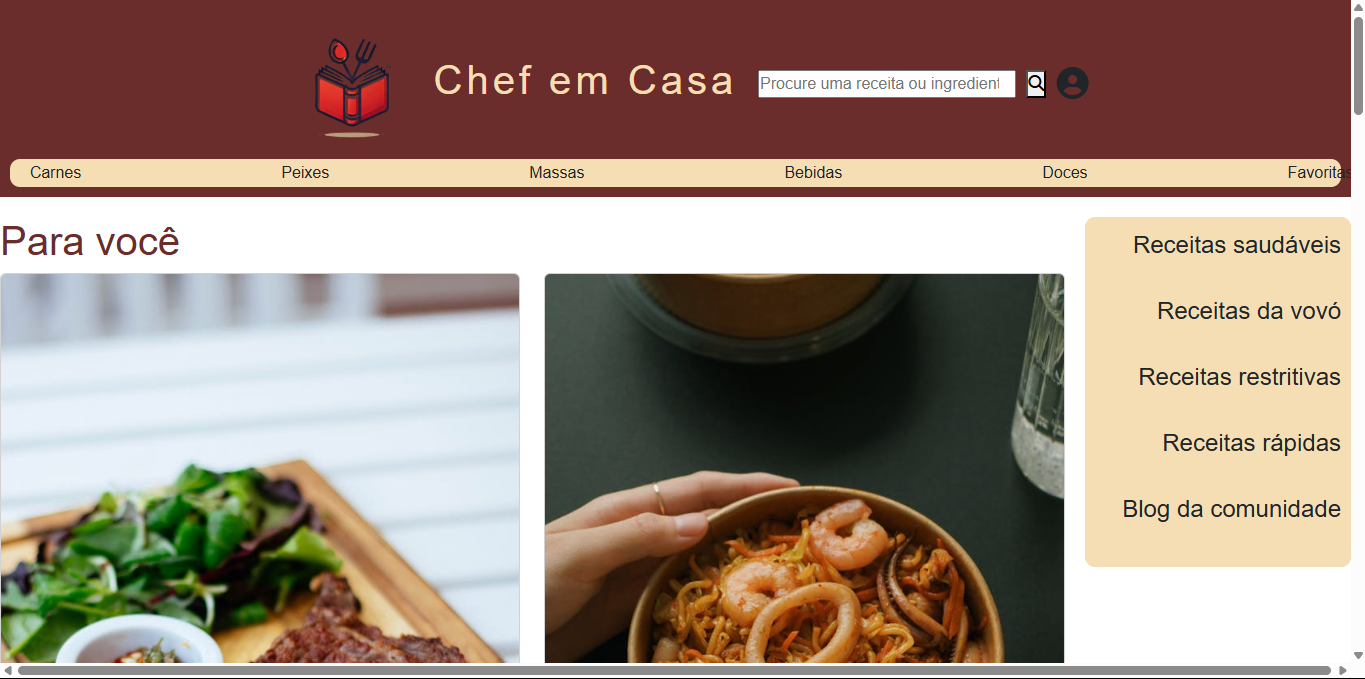 Chef em Casa
Procure uma receita ou ingredient
Carnes Peixes Massas Bebidas Doces Favoritas
Para você
Receitas saudáveis
Receitas da vovó
Receitas restritivas
Receitas rápidas
Blog da comunidade